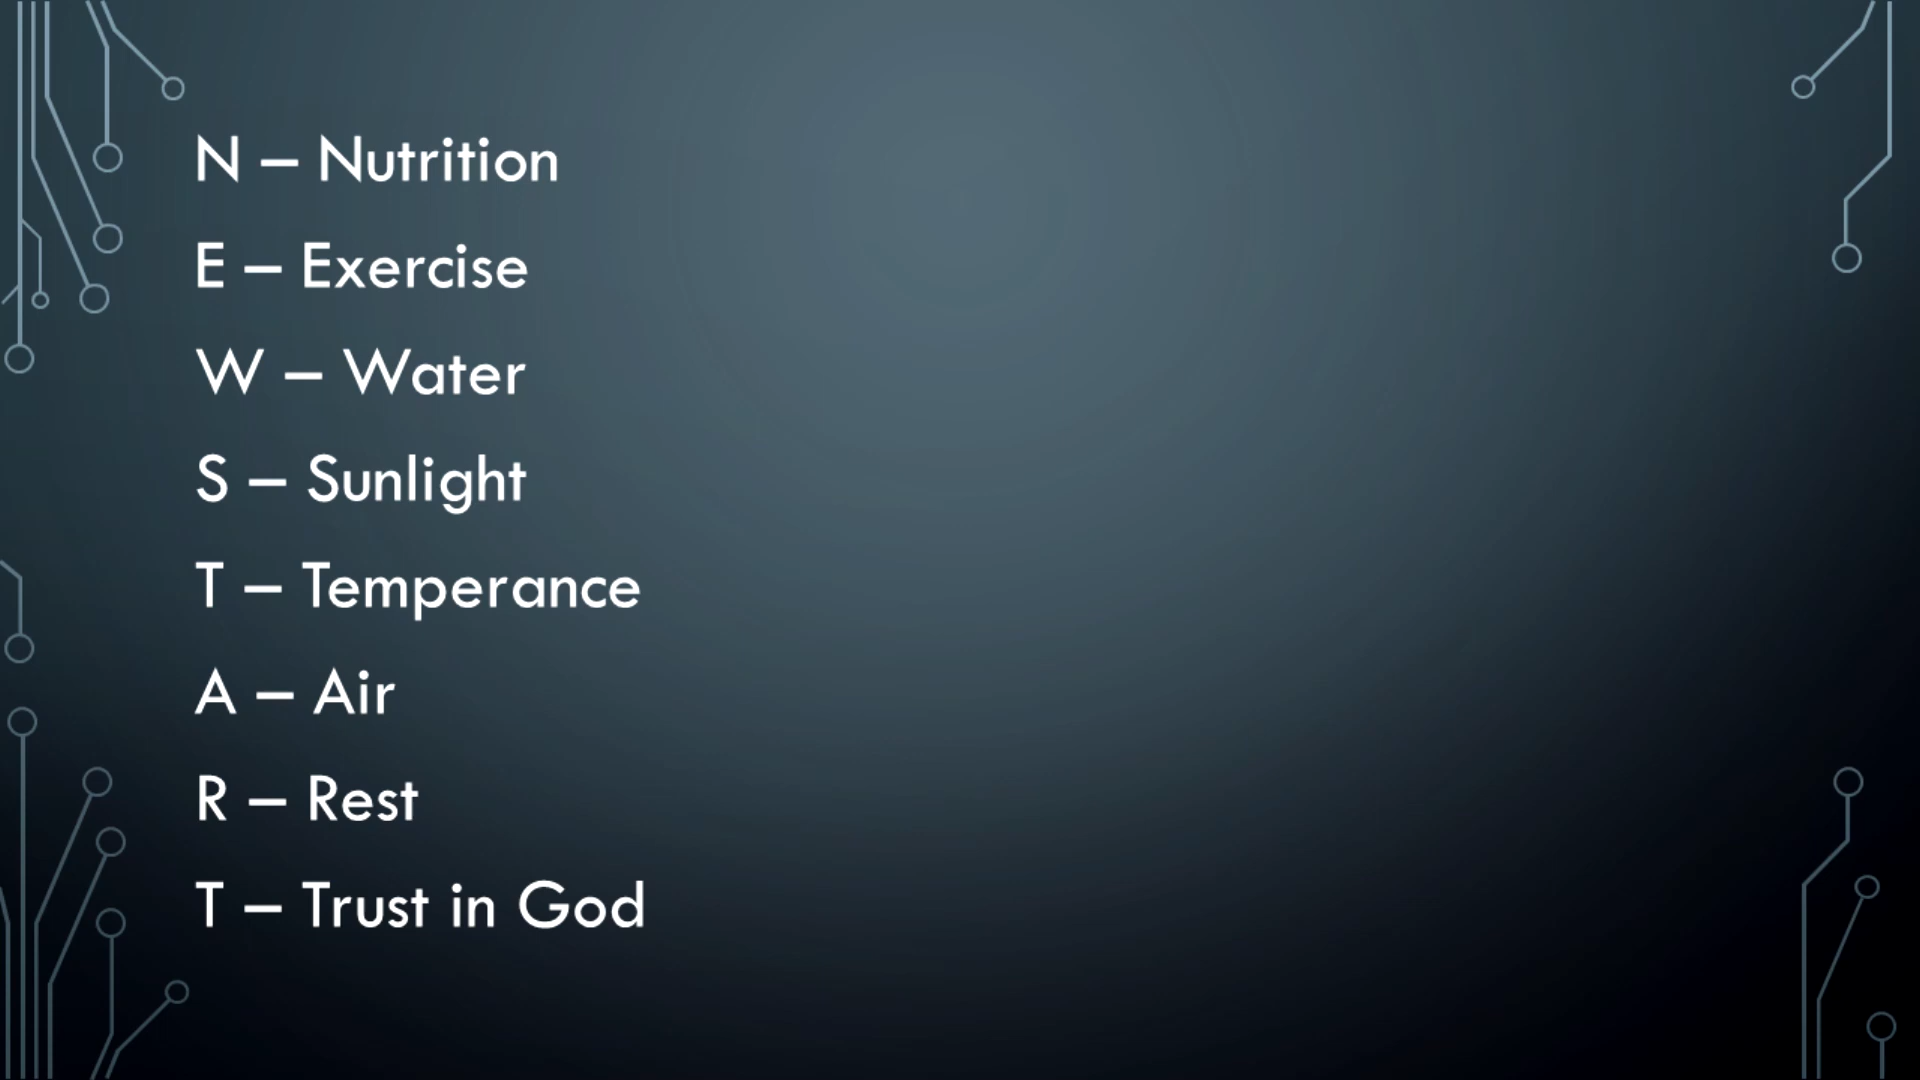 N – Nutrition
E – Exercise
W – Water
S – Sunlight
T – Temperance
A – Air
R – Rest
T – Trust in God